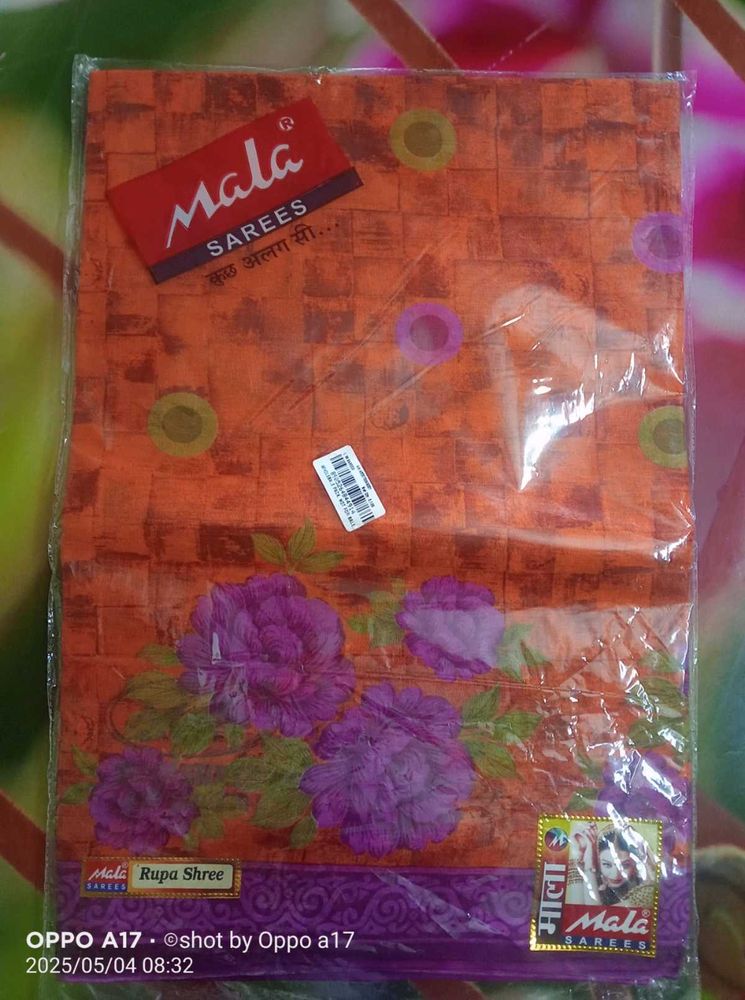 Mala®
SAREES
कुछ अलग सी...
Mala
SAREES
Rupa Shree
माला
Mala®
SAREES
OPPO A17 · ©shot by Oppo a17
2025/05/04 08:32